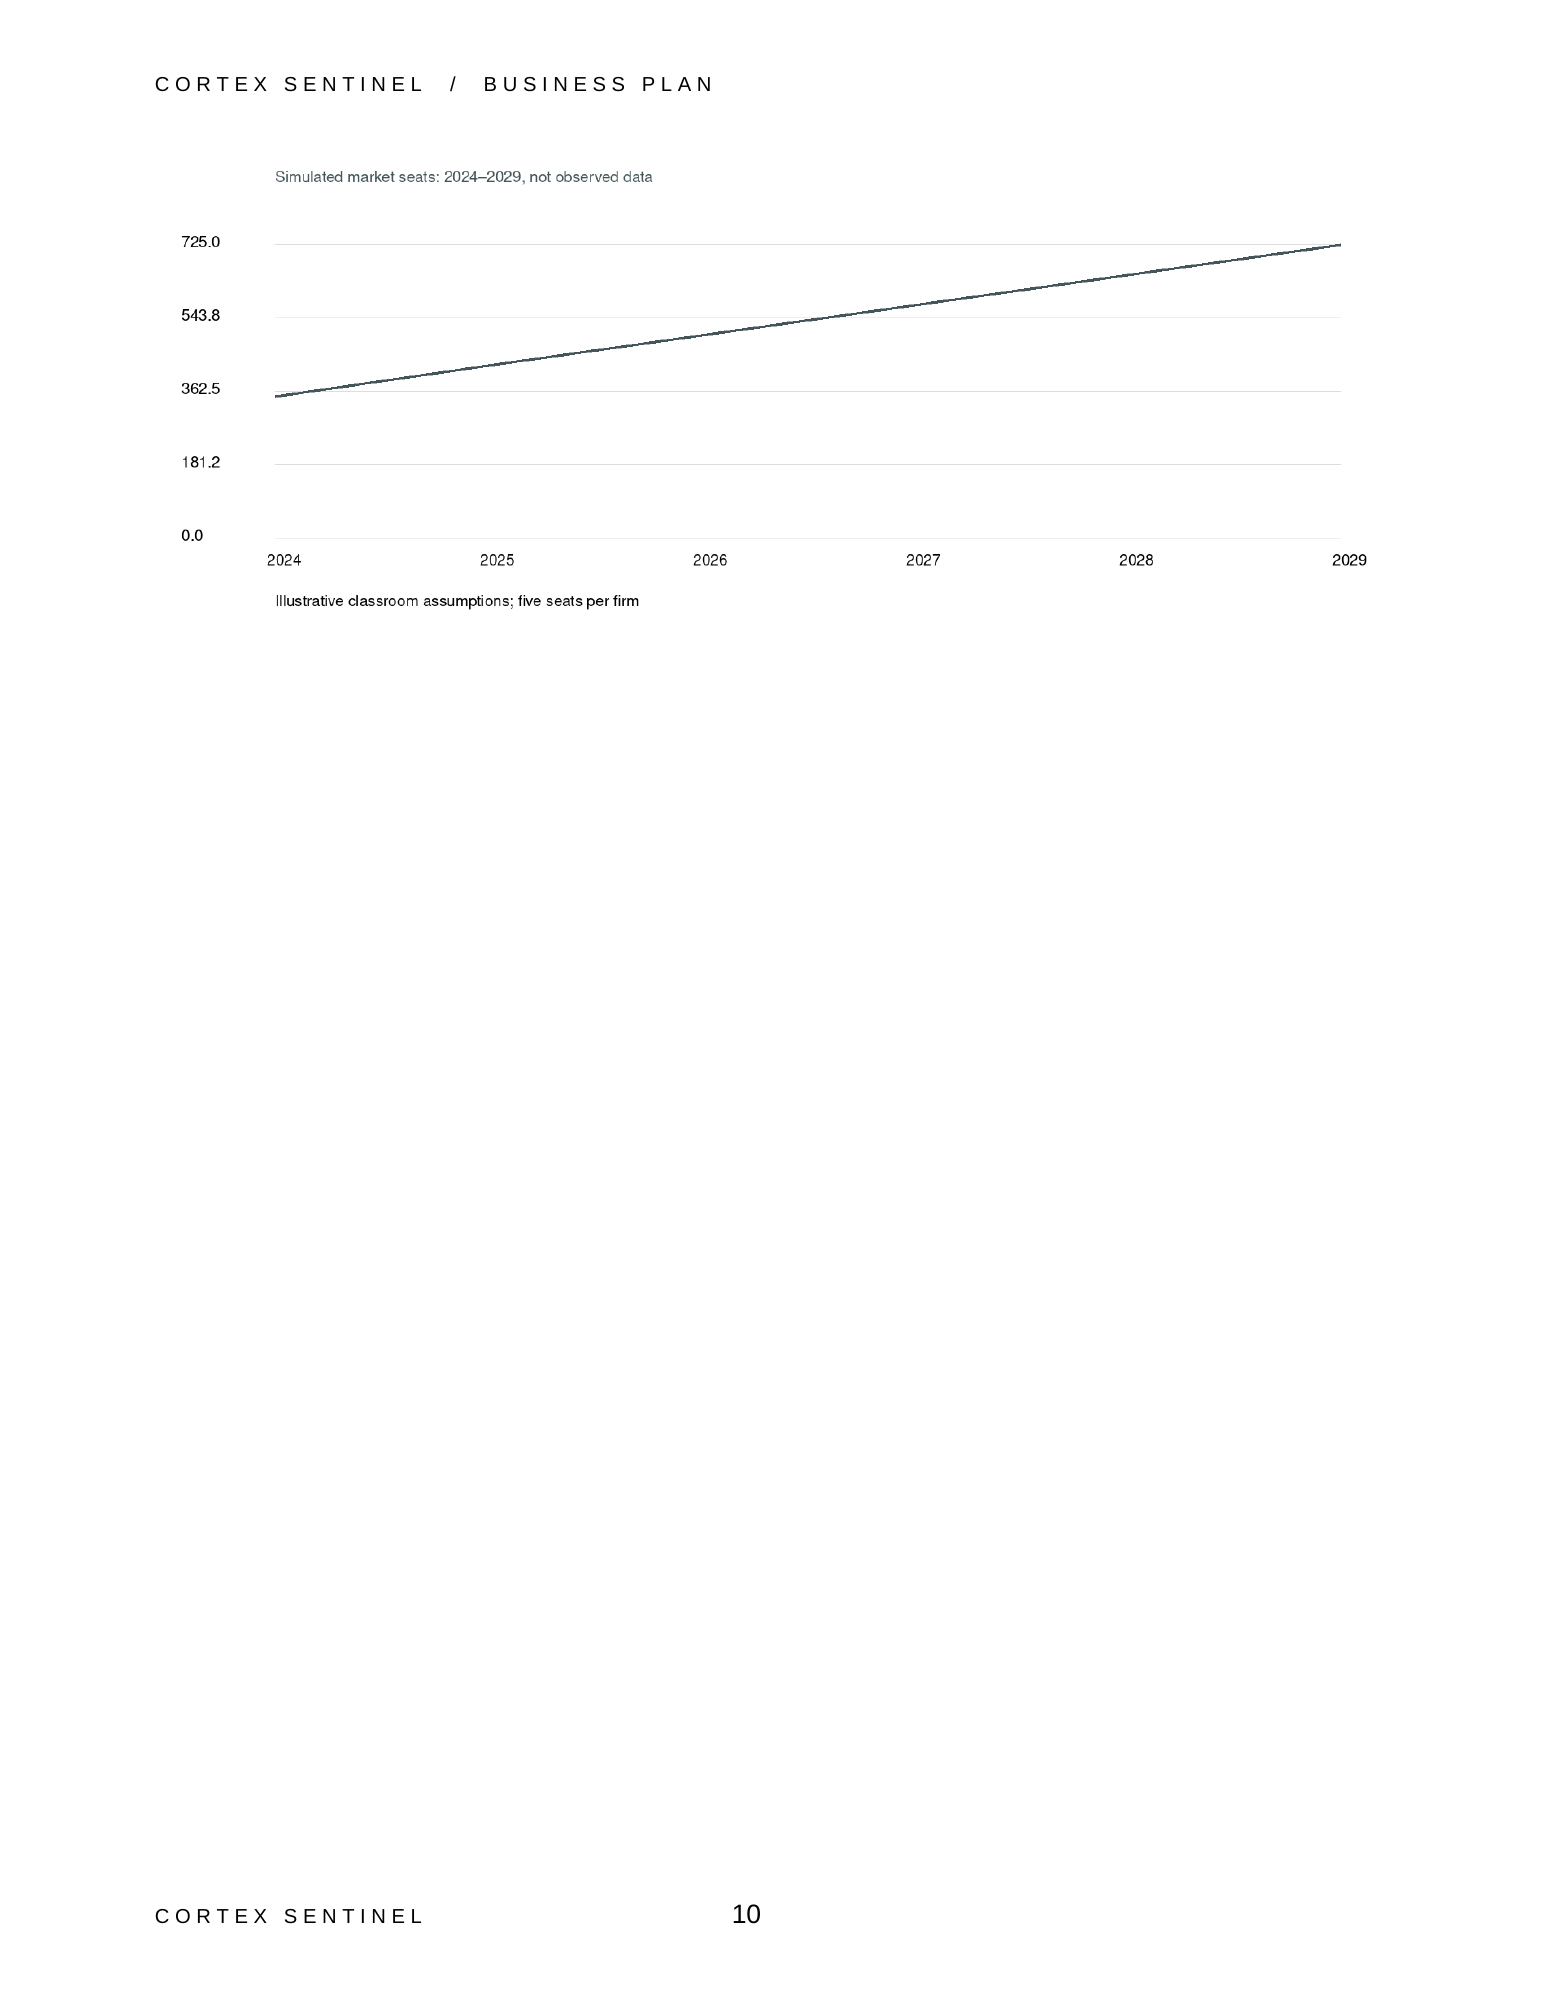 CORTEX SENTINEL / BUSINESS PLAN
Simulated market seats: 2024–2029, not observed data
725.0
543.8
362.5
181.2
0.0
2024 2025 2026 2027 2028 2029
Illustrative classroom assumptions; five seats per firm
CORTEX SENTINEL 10